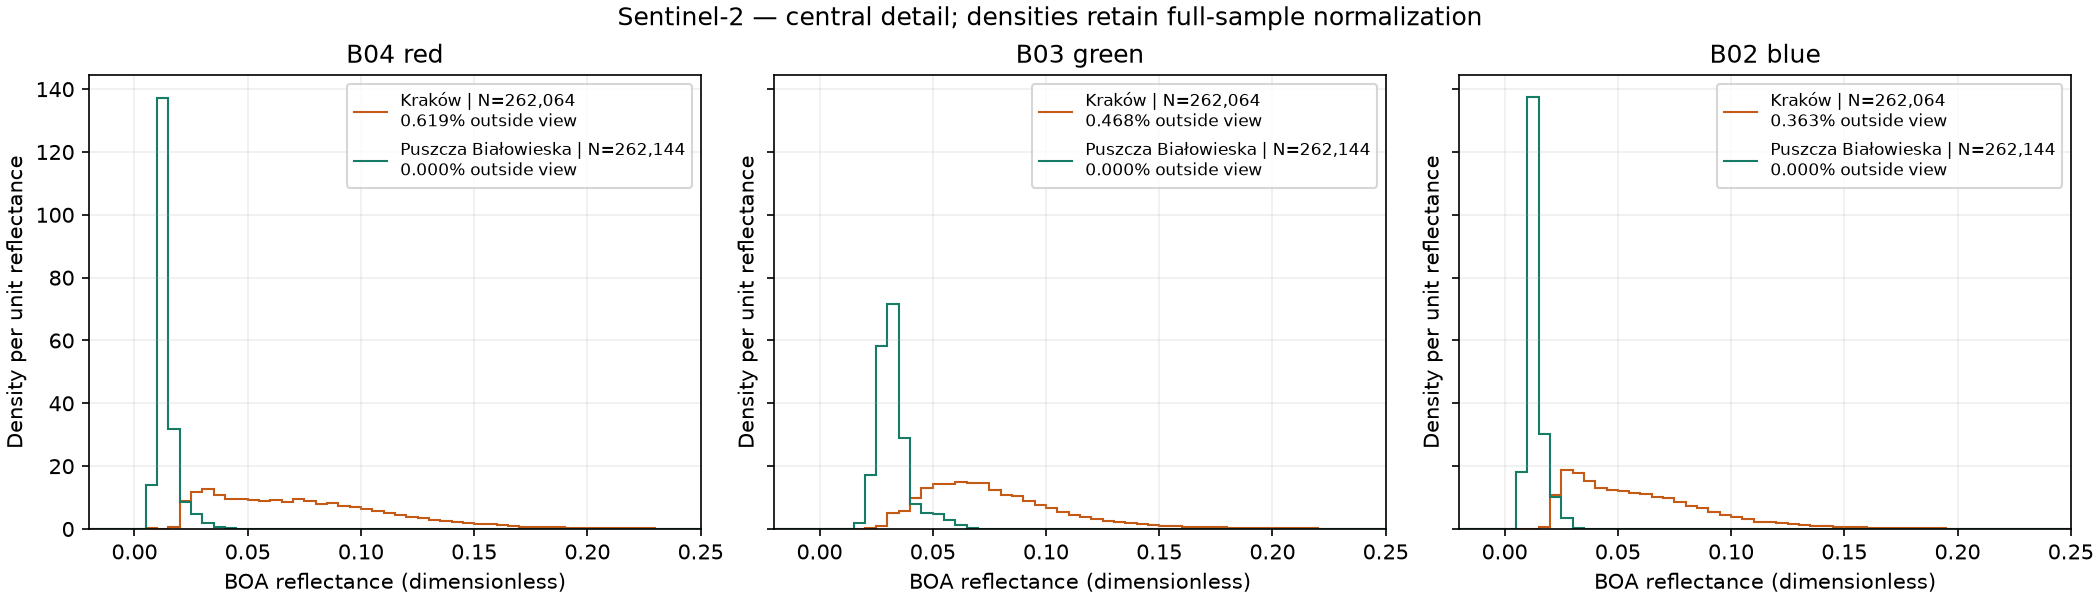 Sentinel-2 — central detail; densities retain full-sample normalization
B04 red
Density per unit reflectance
140
120
100
80
60
40
20
0
Kraków | N=262,064
0.619% outside view
Puszcza Białowieska | N=262,144
0.000% outside view
0.00 0.05 0.10 0.15 0.20 0.25
BOA reflectance (dimensionless)
B03 green
Density per unit reflectance
Kraków | N=262,064
0.468% outside view
Puszcza Białowieska | N=262,144
0.000% outside view
0.00 0.05 0.10 0.15 0.20 0.25
BOA reflectance (dimensionless)
B02 blue
Density per unit reflectance
Kraków | N=262,064
0.363% outside view
Puszcza Białowieska | N=262,144
0.000% outside view
0.00 0.05 0.10 0.15 0.20 0.25
BOA reflectance (dimensionless)